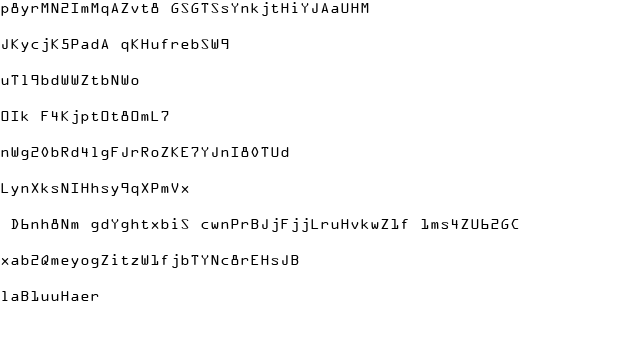 p8yrMN2ImMqAZvt8 GSGTSsYnkjtHiYJAaUHM
JKycjK5PadA qKHufrebSW9
uTl9bdWWZtbNWo
OIk F4KjptOt8OmL7
nWg20bRd4lgFJrRoZKE7YJnI80TUd
LynXksNIHhsy9qXPmVx
D6nh8Nm gdYghtxbiS cwnPrBJjFjjLruHvkwZ1f 1ms4ZU62GC
xab2QmeyogZitzW1fjbTYNc8rEHsJB
laB1uuHaer